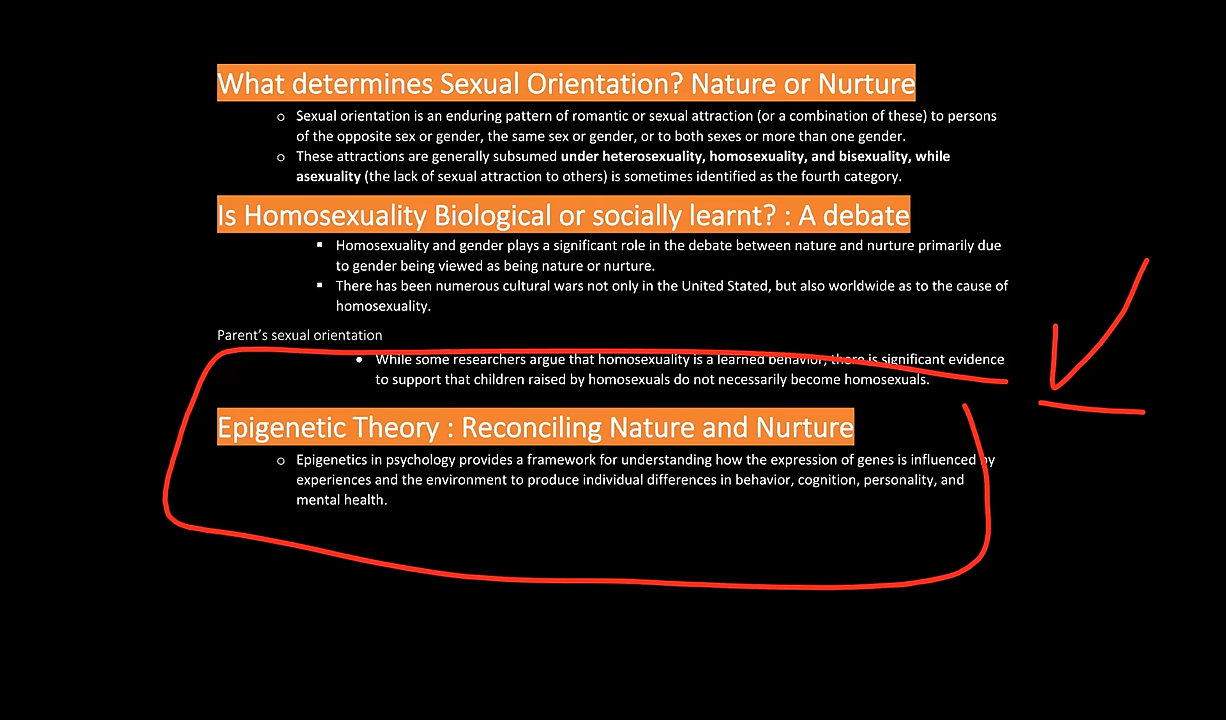 What determines Sexual Orientation? Nature or Nurture
o Sexual orientation is an enduring pattern of romantic or sexual attraction (or a combination of these) to persons
of the opposite sex or gender, the same sex or gender, or to both sexes or more than one gender.
o These attractions are generally subsumed under heterosexuality, homosexuality, and bisexuality, while
asexuality (the lack of sexual attraction to others) is sometimes identified as the fourth category.
Is Homosexuality Biological or socially learnt? : A debate
▪ Homosexuality and gender plays a significant role in the debate between nature and nurture primarily due
to gender being viewed as being nature or nurture.
▪ There has been numerous cultural wars not only in the United Stated, but also worldwide as to the cause of
homosexuality.
Parent's sexual orientation
• While some researchers argue that homosexuality is a learned behavior, there is significant evidence
to support that children raised by homosexuals do not necessarily become homosexuals.
Epigenetic Theory : Reconciling Nature and Nurture
o Epigenetics in psychology provides a framework for understanding how the expression of genes is influenced by
experiences and the environment to produce individual differences in behavior, cognition, personality, and
mental health.